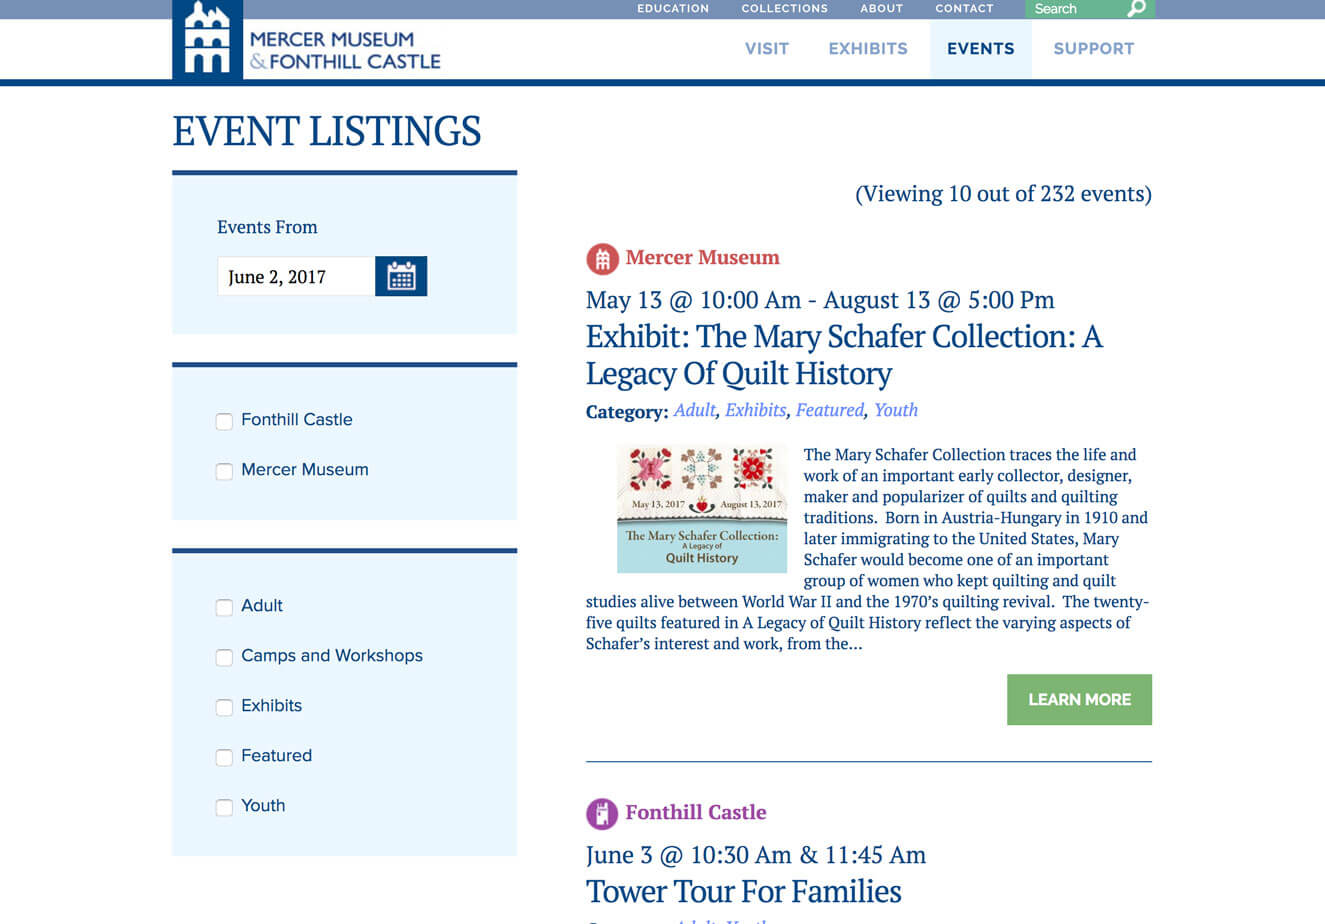 EDUCATION COLLECTIONS ABOUT CONTACT Search
MERCER MUSEUM
&FONTHILL CASTLE
VISIT EXHIBITS EVENTS SUPPORT
EVENT LISTINGS
(Viewing 10 out of 232 events)
Events From
June 2, 2017
Fonthill Castle
Mercer Museum
Adult
Camps and Workshops
Exhibits
Featured
Youth
Mercer Museum
May 13 @ 10:00 Am - August 13 @ 5:00 Pm
Exhibit: The Mary Schafer Collection: A
Legacy Of Quilt History
Category: Adult, Exhibits, Featured, Youth
May 13, 2017 August 13, 2017
The Mary Schafer Collection:
A Legacy of
Quilt History
The Mary Schafer Collection traces the life and
work of an important early collector, designer,
maker and popularizer of quilts and quilting
traditions. Born in Austria-Hungary in 1910 and
later immigrating to the United States, Mary
Schafer would become one of an important
group of women who kept quilting and quilt
studies alive between World War II and the 1970's quilting revival. The twenty-
five quilts featured in A Legacy of Quilt History reflect the varying aspects of
Schafer's interest and work, from the...
LEARN MORE
Fonthill Castle
June 3 @ 10:30 Am & 11:45 Am
Tower Tour For Families